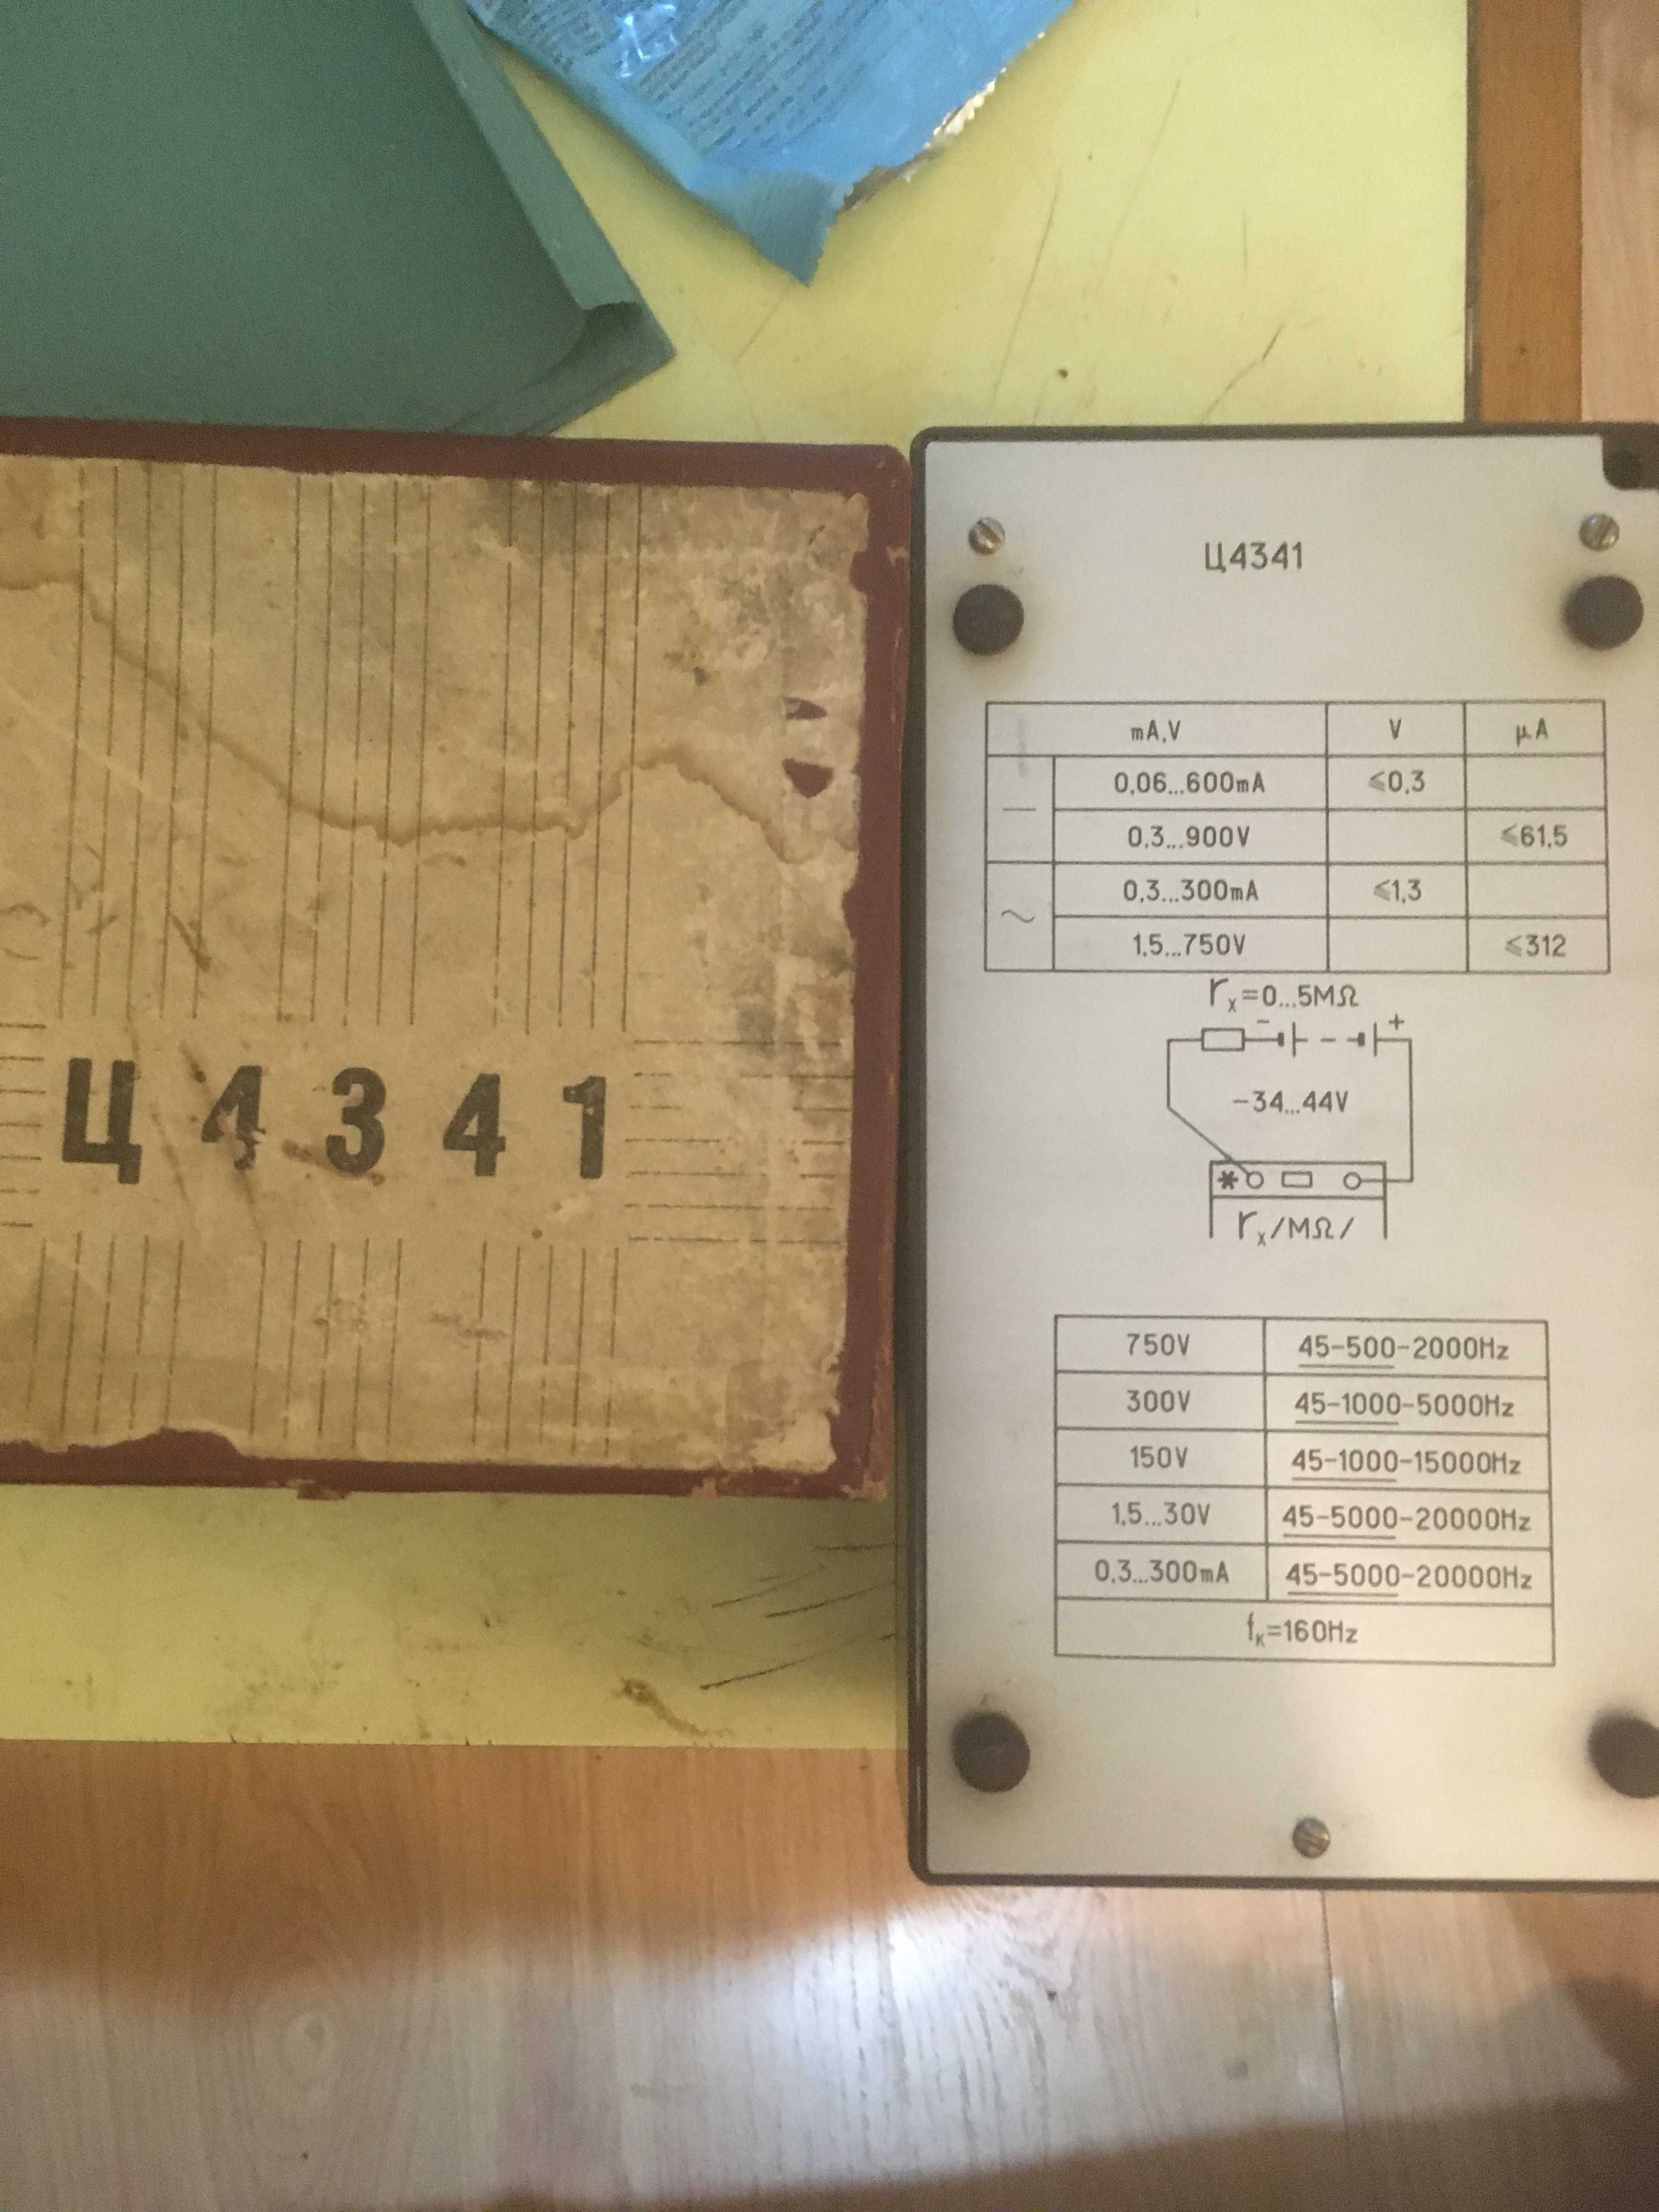 Ц4341
Ц4341
mA,V V μA
— 0,06...600mA ⩽0,3
0,3...900V ⩽61,5
~ 0,3...300mA ⩽1,3
1,5...750V ⩽312
rx=0...5MΩ
- +
-34...44V
*
rx/MΩ/
750V 45-500-2000Hz
300V 45-1000-5000Hz
150V 45-1000-15000Hz
1,5...30V 45-5000-20000Hz
0,3...300mA 45-5000-20000Hz
fк=160Hz